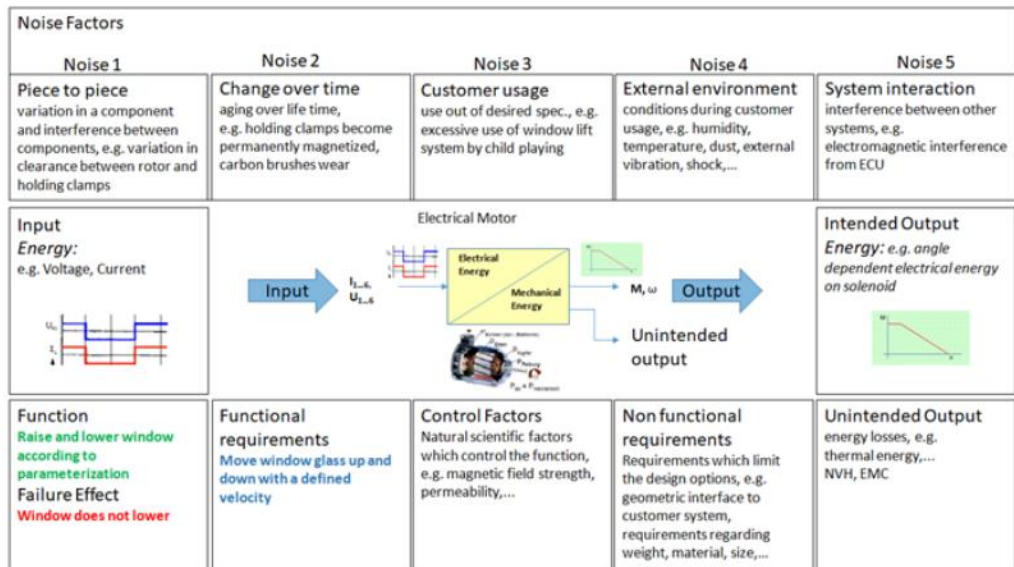 Noise Factors
Noise 1
Noise 2
Noise 3
Noise 4
Noise 5
Piece to piece
variation in a component
and interference between
components, e.g. variation in
clearance between rotor and
holding clamps
Change over time
aging over life time,
e.g. holding clamps become
permanently magnetized,
carbon brushes wear
Customer usage
use out of desired spec., e.g.
excessive use of window lift
system by child playing
External environment
conditions during customer
usage, e.g. humidity,
temperature, dust, external
vibration, shock,...
System interaction
interference between other
systems, e.g.
electromagnetic interference
from ECU
Input
Energy:
e.g. Voltage, Current
Input
Electrical Motor
I1...6,
U1...6
Electrical
Energy
Mechanical
Energy
M, ω
Output
Unintended
output
Intended Output
Energy: e.g. angle
dependent electrical energy
on solenoid
Function
Raise and lower window
according to
parameterization
Failure Effect
Window does not lower
Functional
requirements
Move window glass up and
down with a defined
velocity
Control Factors
Natural scientific factors
which control the function,
e.g. magnetic field strength,
permeability,...
Non functional
requirements
Requirements which limit
the design options, e.g.
geometric interface to
customer system,
requirements regarding
weight, material, size,...
Unintended Output
energy losses, e.g.
thermal energy,...
NVH, EMC